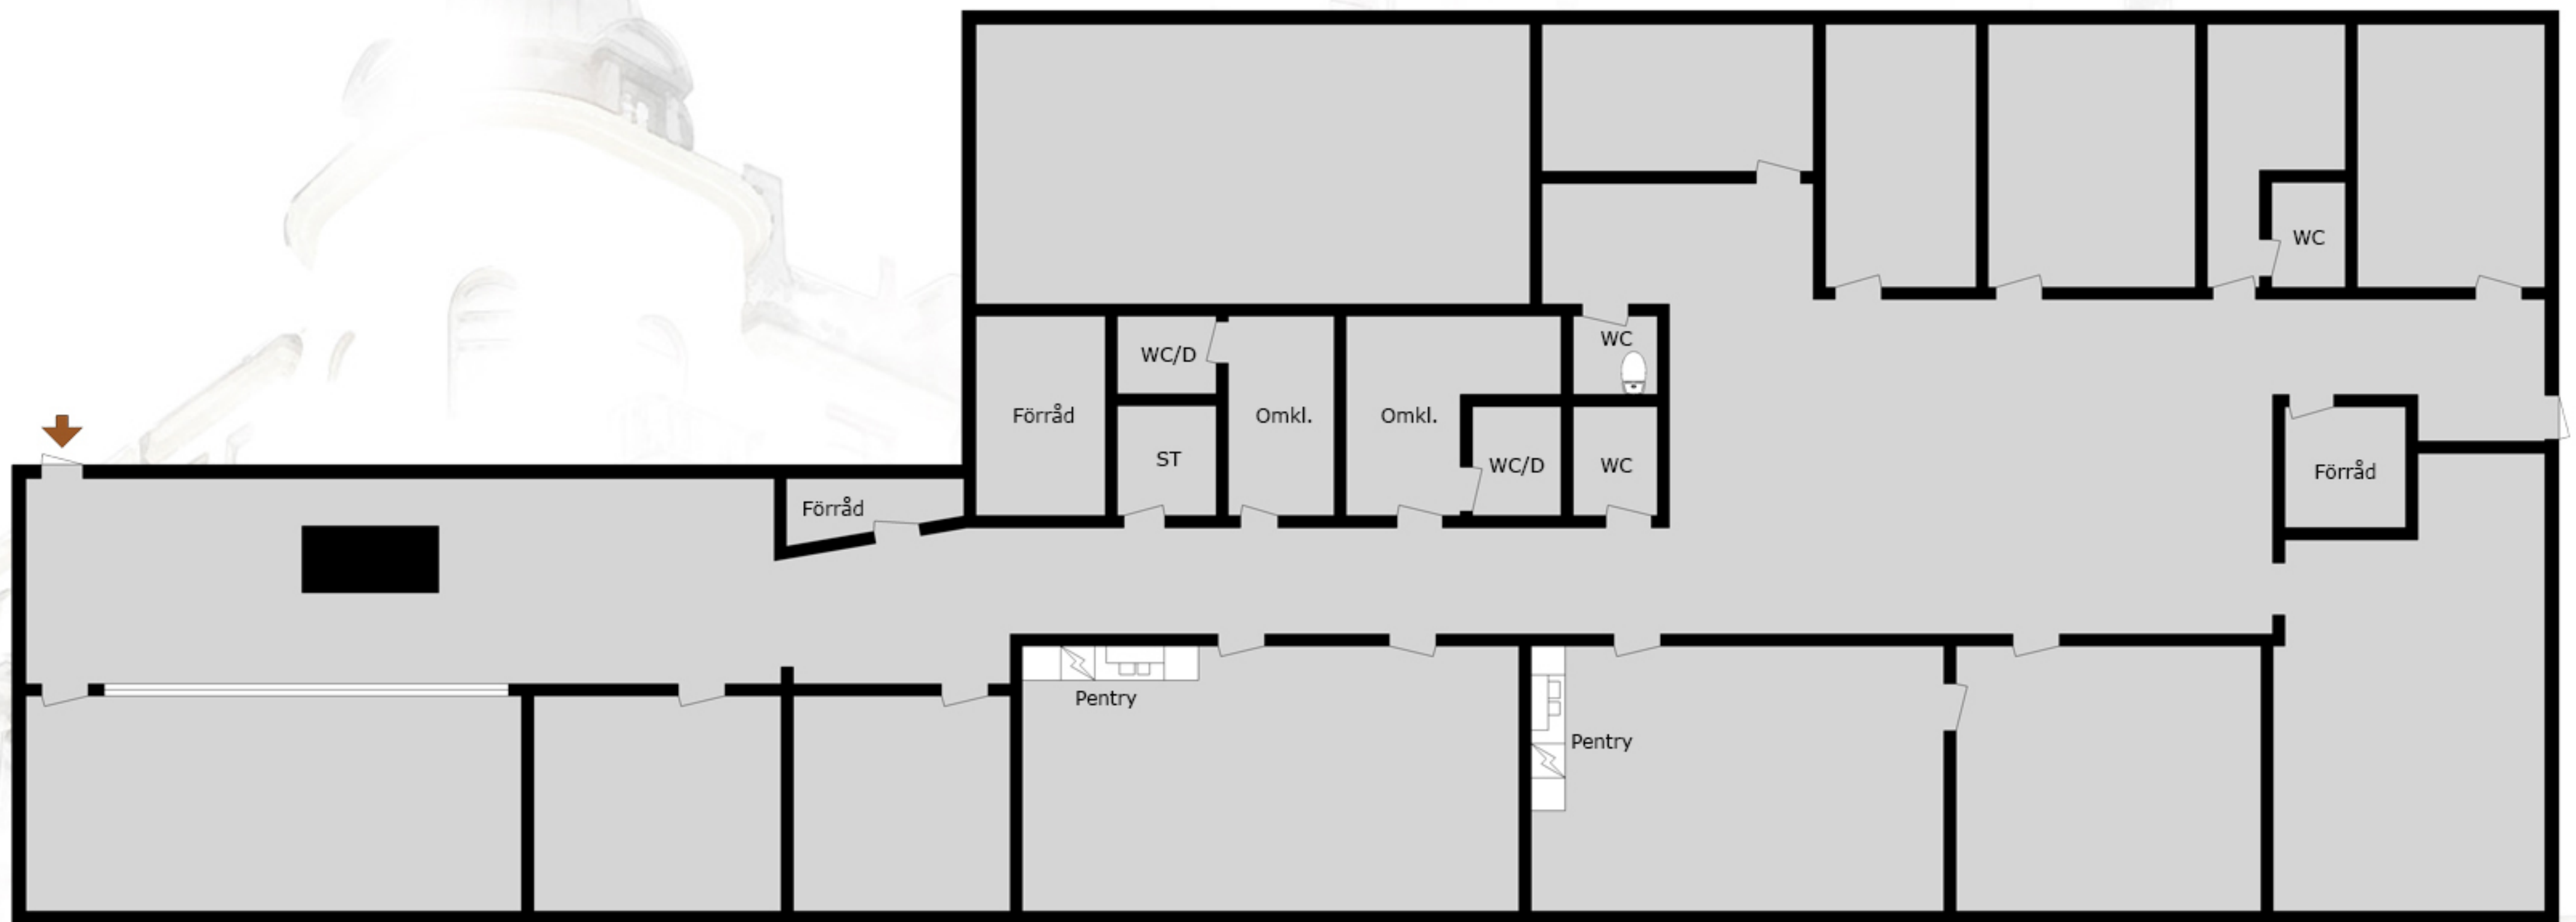 WC
WC
WC/D
Förråd
Omkl.
Omkl.
ST
WC/D
WC
Förråd
Förråd
Pentry
Pentry